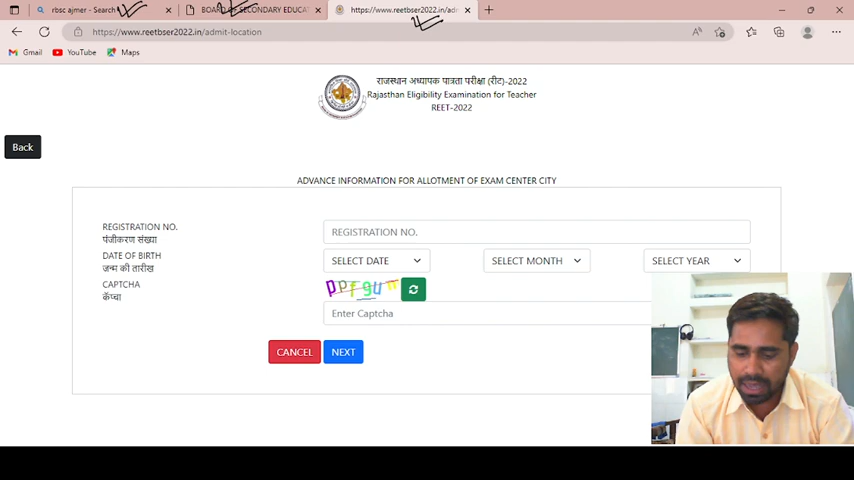 rbsc ajmer - Search
BOARD OF SECONDARY EDUCAT
https://www.reetbser2022.in/adr
https://www.reetbser2022.in/admit-location
Gmail
YouTube
Maps
राजस्थान अध्यापक पात्रता परीक्षा (रीट)-2022
Rajasthan Eligibility Examination for Teacher
REET-2022
Back
ADVANCE INFORMATION FOR ALLOTMENT OF EXAM CENTER CITY
REGISTRATION NO.
पंजीकरण संख्या
REGISTRATION NO.
DATE OF BIRTH
जन्म की तारीख
SELECT DATE
SELECT MONTH
SELECT YEAR
CAPTCHA
कॅप्चा
Enter Captcha
CANCEL
NEXT